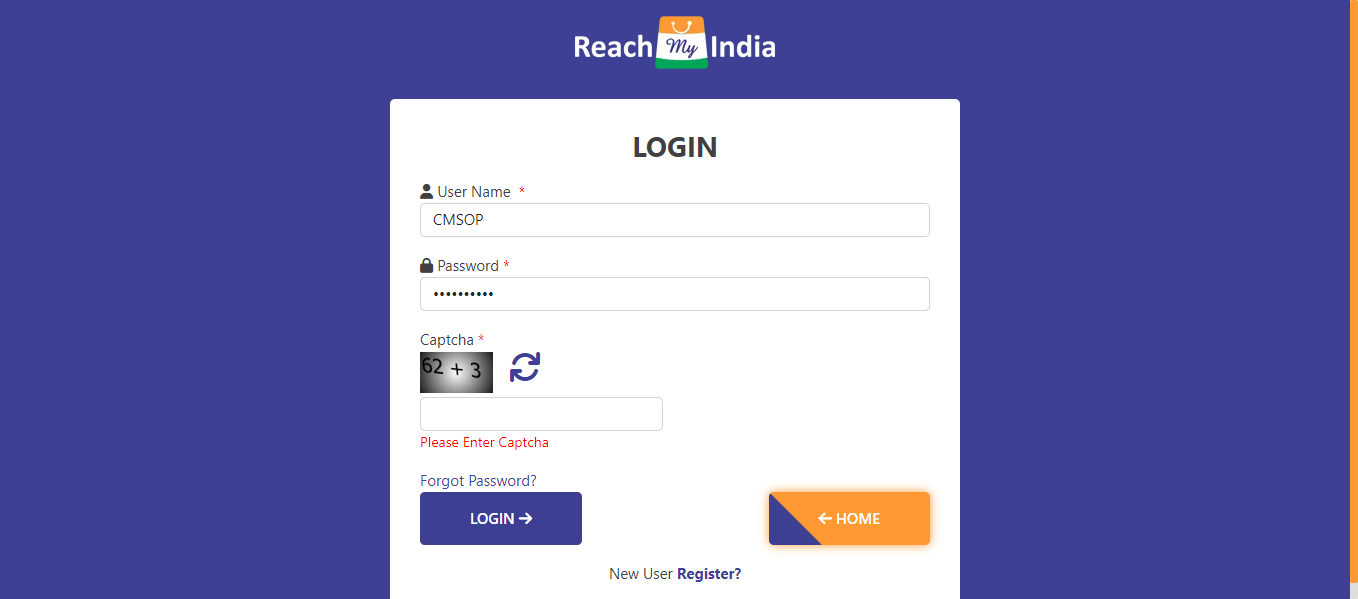 Reach My India
LOGIN
User Name *
CMSOP
Password *
••••••••••
Captcha *
62 + 3
Please Enter Captcha
Forgot Password?
LOGIN → ← HOME
New User Register?